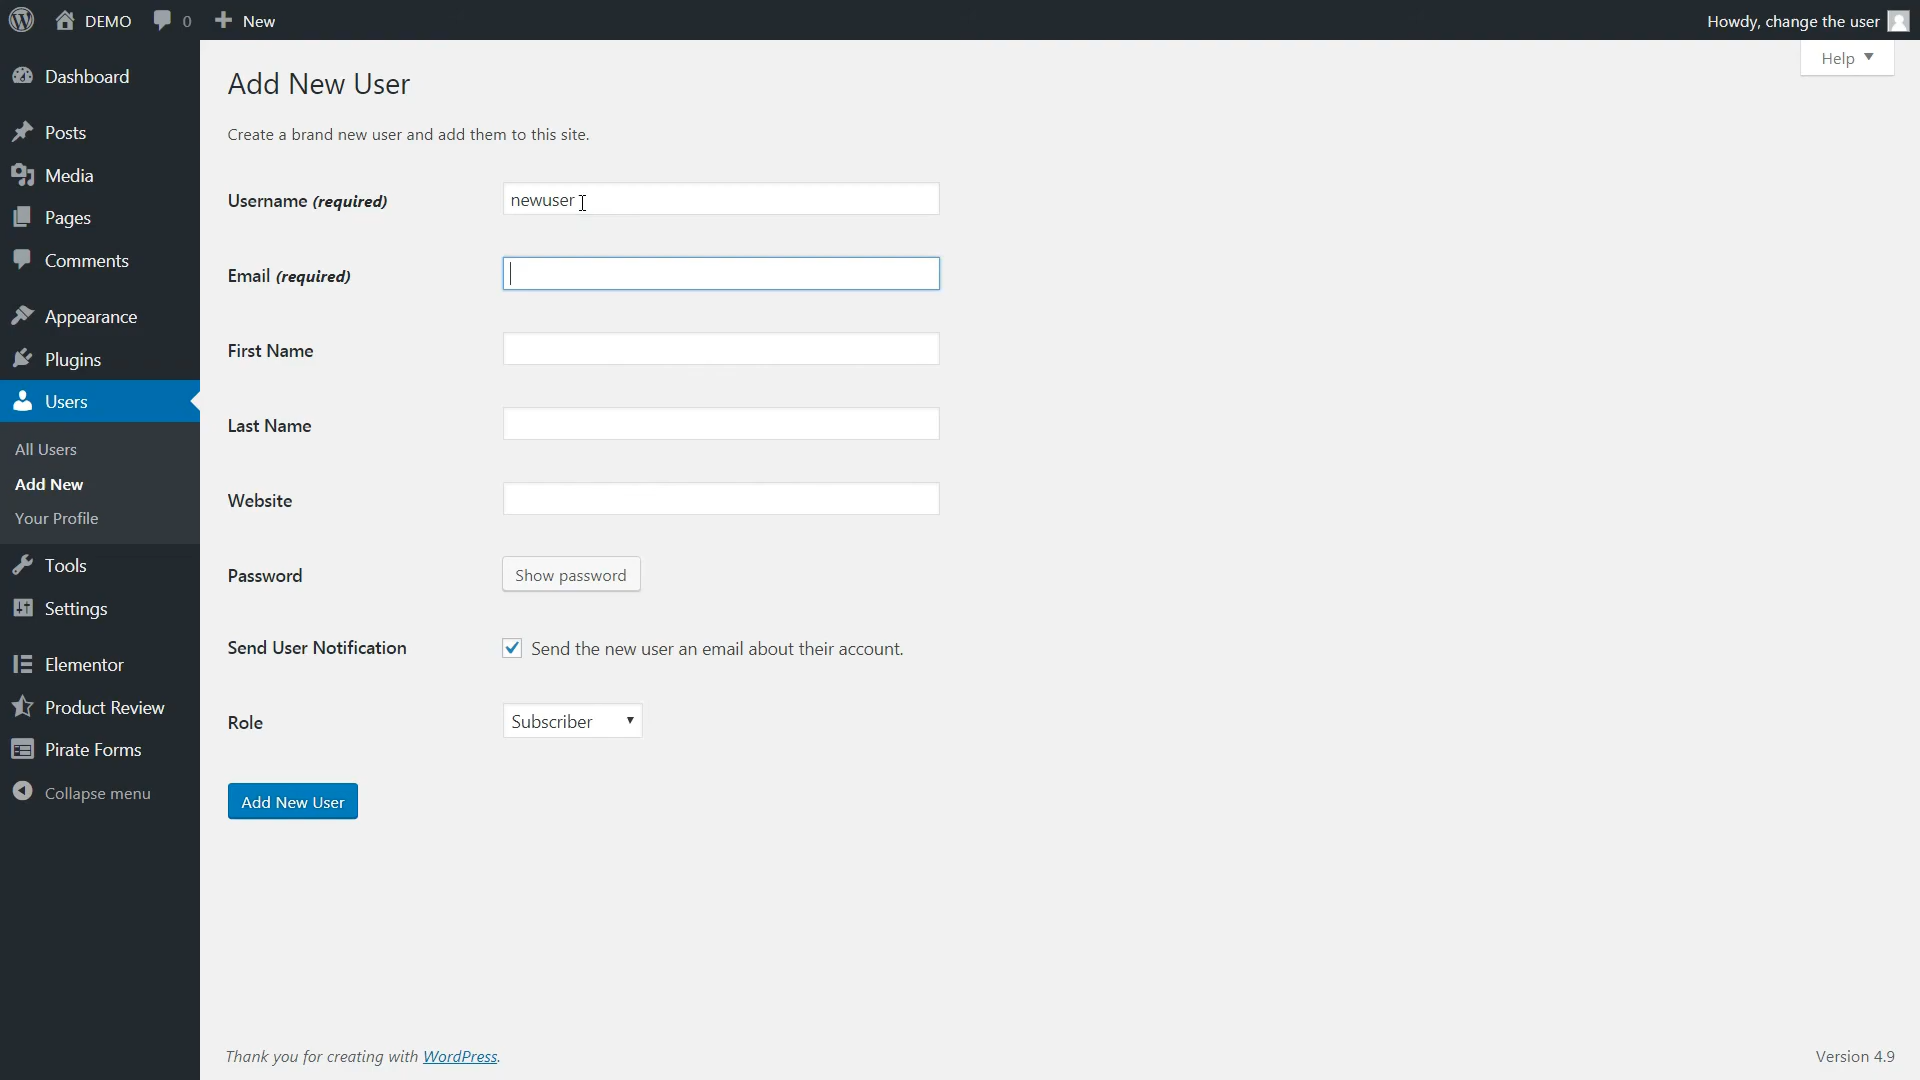 DEMO 0 New Howdy, change the user
Help
Dashboard
Posts
Media
Pages
Comments
Appearance
Plugins
Users
All Users
Add New
Your Profile
Tools
Settings
Elementor
Product Review
Pirate Forms
Collapse menu
Add New User
Create a brand new user and add them to this site.
Username (required) newuser
Email (required)
First Name
Last Name
Website
Password Show password
Send User Notification Send the new user an email about their account.
Role Subscriber
Add New User
Thank you for creating with WordPress. Version 4.9